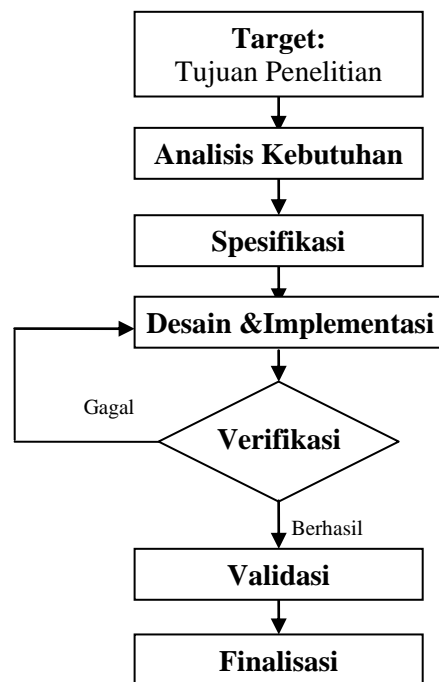 Target:
Tujuan Penelitian
Analisis Kebutuhan
Spesifikasi
Desain &Implementasi
Gagal
Verifikasi
Berhasil
Validasi
Finalisasi